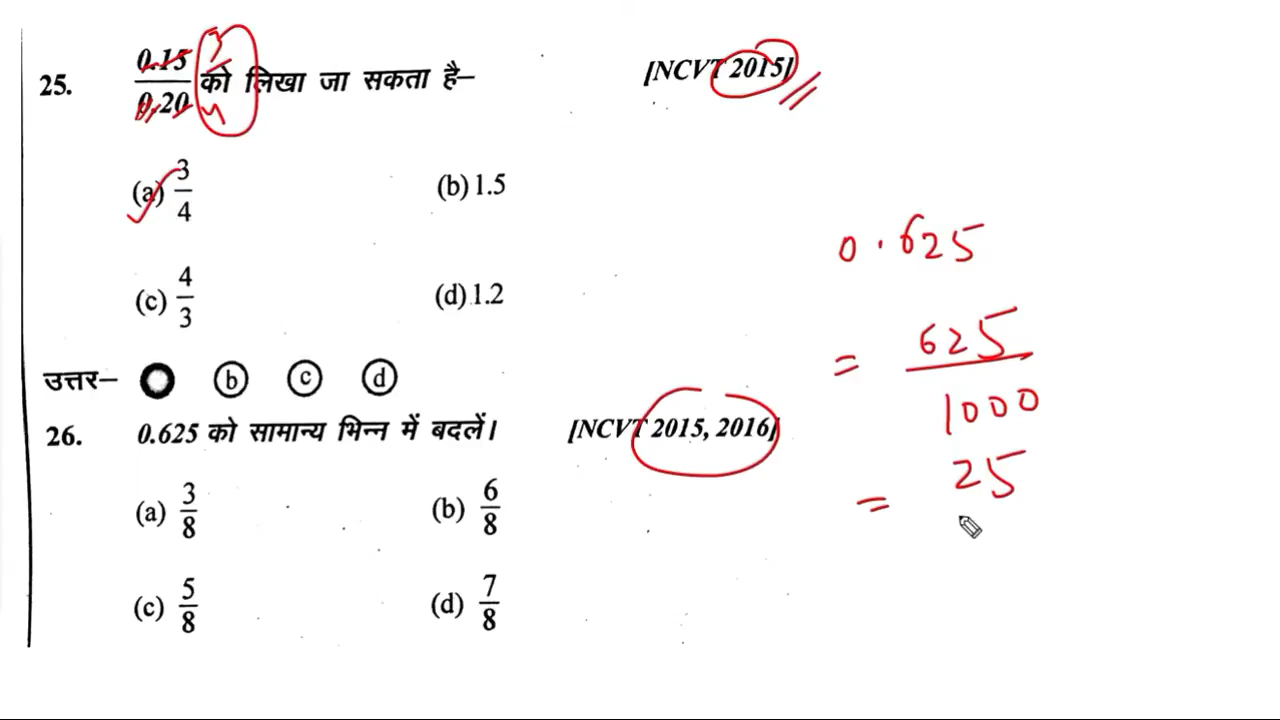 25. 0.15/0.20 को लिखा जा सकता है– [NCVT 2015]
3/4
(a) 3/4 (b) 1.5
(c) 4/3 (d) 1.2
उत्तर– b c d
26. 0.625 को सामान्य भिन्न में बदलें। [NCVT 2015, 2016]
(a) 3/8 (b) 6/8
(c) 5/8 (d) 7/8
0.625
= 625/1000
= 25